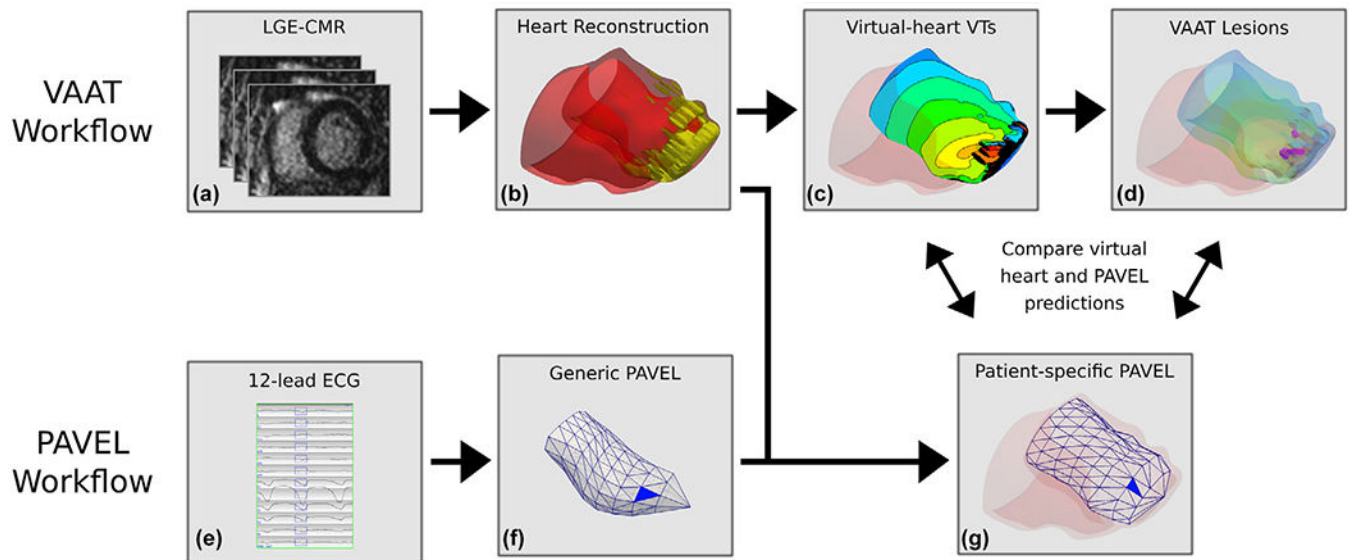 VAAT
Workflow
LGE-CMR
(a)
Heart Reconstruction
(b)
Virtual-heart VTs
(c)
VAAT Lesions
(d)
Compare virtual
heart and PAVEL
predictions
PAVEL
Workflow
12-lead ECG
(e)
Generic PAVEL
(f)
Patient-specific PAVEL
(g)